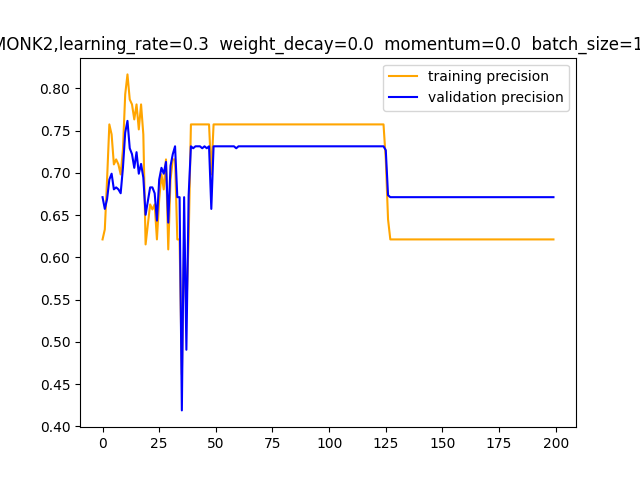 MONK2,learning_rate=0.3 weight_decay=0.0 momentum=0.0 batch_size=1
training precision
validation precision
0.80
0.75
0.70
0.65
0.60
0.55
0.50
0.45
0.40
0 25 50 75 100 125 150 175 200